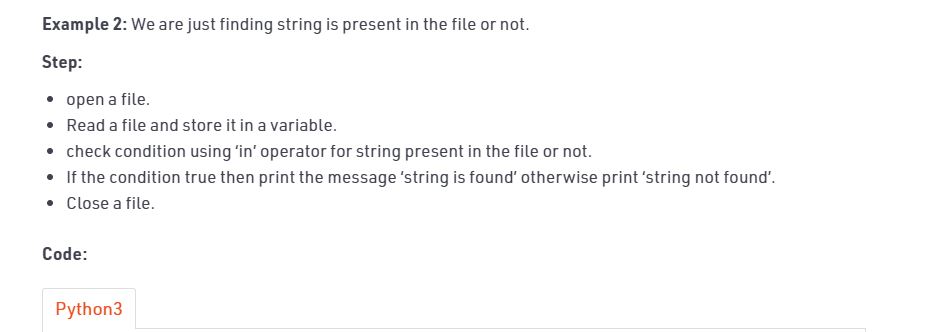 Example 2: We are just finding string is present in the file or not.
Step:
• open a file.
• Read a file and store it in a variable.
• check condition using ‘in’ operator for string present in the file or not.
• If the condition true then print the message ‘string is found’ otherwise print ‘string not found’.
• Close a file.
Code:
Python3